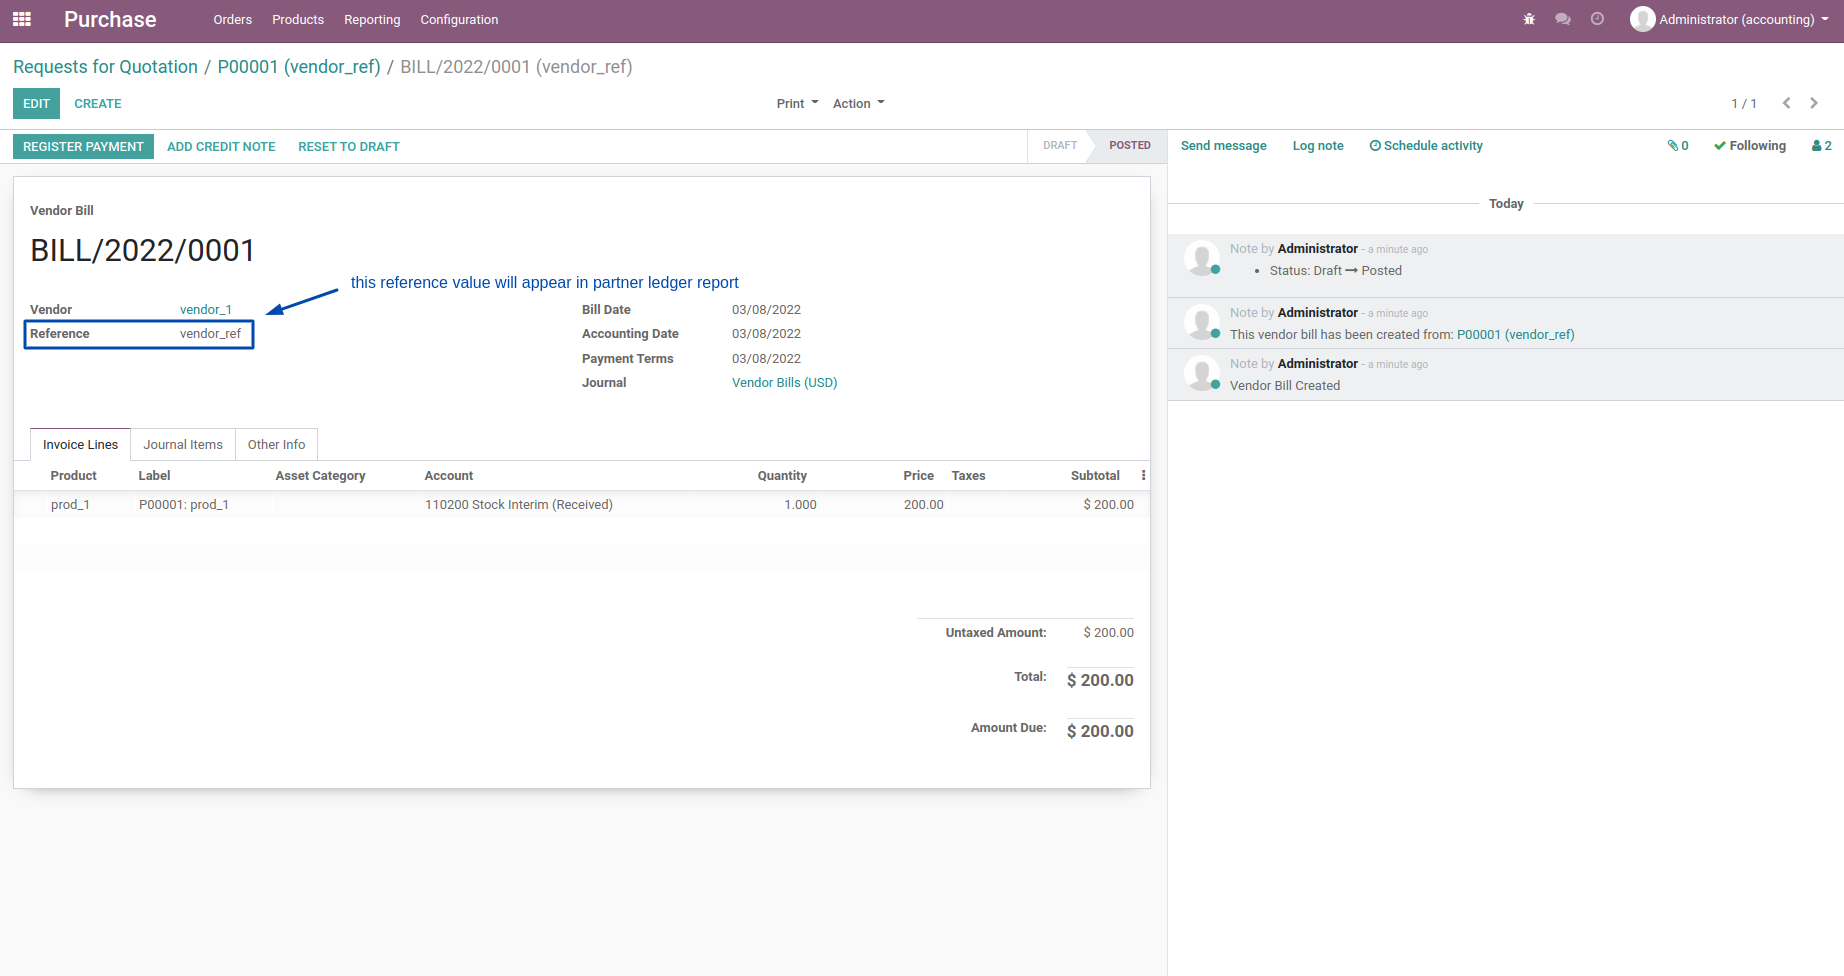 Purchase Orders Products Reporting Configuration Administrator (accounting)
Requests for Quotation / P00001 (vendor_ref) / BILL/2022/0001 (vendor_ref)
EDIT CREATE Print Action 1 / 1
REGISTER PAYMENT ADD CREDIT NOTE RESET TO DRAFT DRAFT POSTED
Vendor Bill
BILL/2022/0001
this reference value will appear in partner ledger report
Vendor vendor_1 Bill Date 03/08/2022
Reference vendor_ref Accounting Date 03/08/2022
Payment Terms 03/08/2022
Journal Vendor Bills (USD)
Invoice Lines Journal Items Other Info
Product Label Asset Category Account Quantity Price Taxes Subtotal
prod_1 P00001: prod_1 110200 Stock Interim (Received) 1.000 200.00 $ 200.00
Untaxed Amount: $ 200.00
Total: $ 200.00
Amount Due: $ 200.00
Send message Log note Schedule activity 0 Following 2
Today
Note by Administrator - a minute ago
• Status: Draft → Posted
Note by Administrator - a minute ago
This vendor bill has been created from: P00001 (vendor_ref)
Note by Administrator - a minute ago
Vendor Bill Created